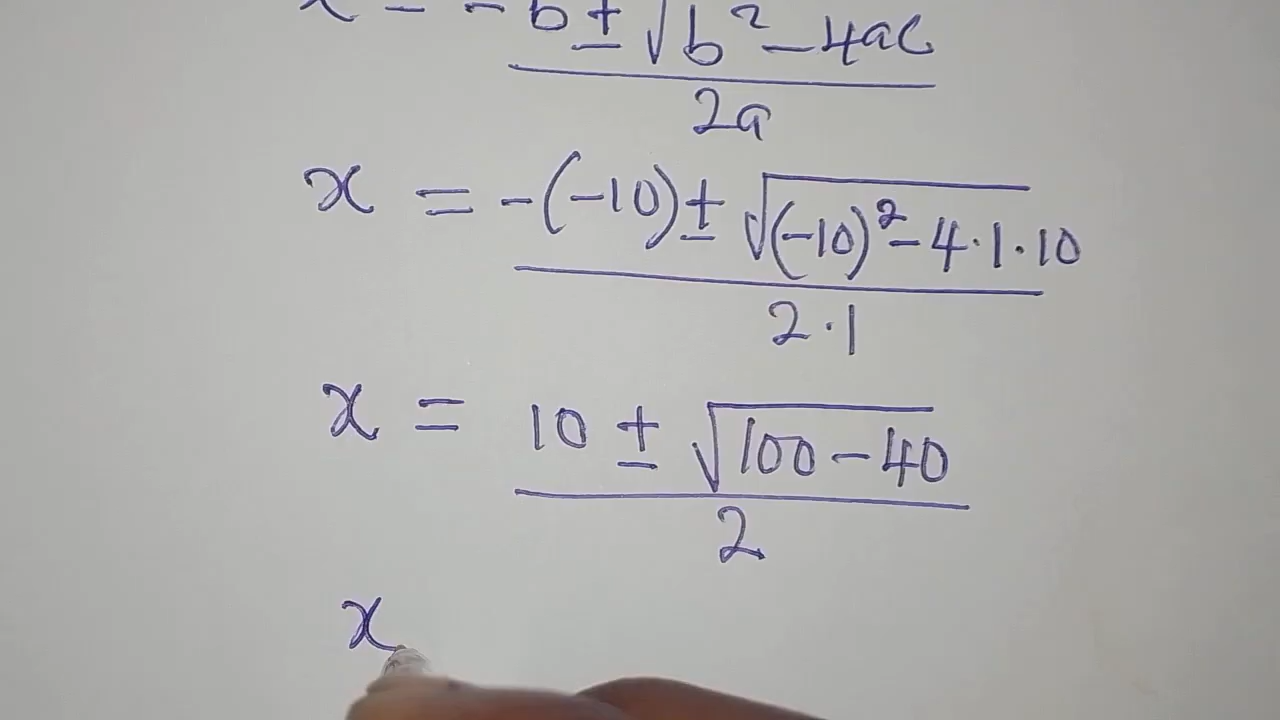 x = -b ± √b² - 4ac
2a
x = -(-10) ± √(-10)² - 4·1·10
2·1
x = 10 ± √100 - 40
2
x